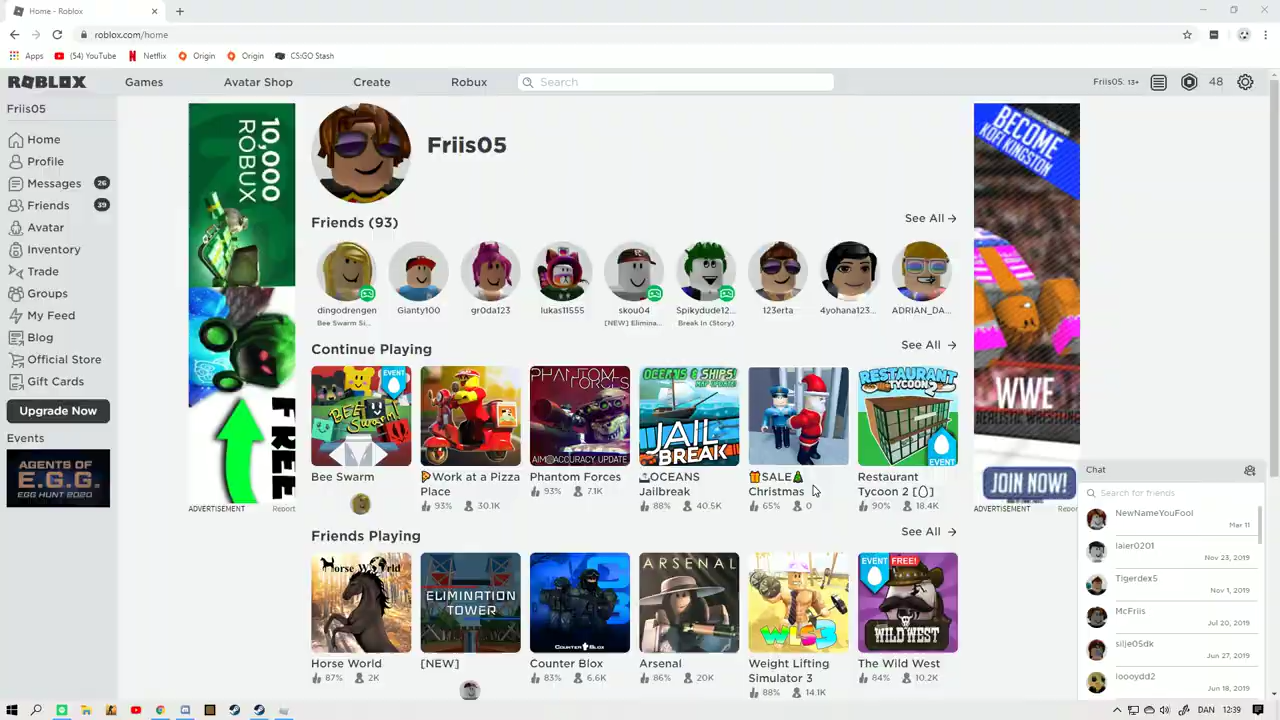 Home - Roblox
roblox.com/home
Apps
(54) YouTube
Netflix
Origin
Origin
CS:GO Stash
ROBLOX
Games
Avatar Shop
Create
Robux
Search
Friis05: 13+
48
Friis05
Home
Profile
Messages 26
Friends 39
Avatar
Inventory
Trade
Groups
My Feed
Blog
Official Store
Gift Cards
Upgrade Now
Events
AGENTS OF
E.G.G.
EGG HUNT 2020
10,000
ROBUX
ADVERTISEMENT
Report
Friis05
Friends (93)
See All →
dingodrengen
Bee Swarm Si...
Gianty100
gr0da123
lukas11555
skou04
[NEW] Elimina...
Spikydude12...
Break In (Story)
123erta
4yohana123...
ADRIAN_DA...
Continue Playing
See All →
EVENT
BEE Swarm
Bee Swarm
Work at a Pizza
Place
93%
30.1K
PHANTOM FORCES
AIM ACCURACY UPDATE
Phantom Forces
93%
7.1K
OCEANS
& SHIPS!
MAP UPDATE!
JAIL
BREAK
OCEANS
Jailbreak
88%
40.5K
SALE
Christmas
65%
0
RESTAURANT
TYCOON 2
EVENT
Restaurant
Tycoon 2 [()]
90%
18.4K
Friends Playing
See All →
Horse World
Horse World
87%
2K
ELIMINATION
TOWER
[NEW]
COUNTER BLOX
Counter Blox
83%
6.6K
ARSENAL
Arsenal
86%
20K
WLS3
Weight Lifting
Simulator 3
88%
14.1K
EVENT
FREE!
WILD WEST
The Wild West
84%
10.2K
BECOME
KOFI KINGSTON
WWE
REALISTIC WRESTLING
JOIN NOW!
ADVERTISEMENT
Repor
Chat
Search for friends
NewNameYouFool
Mar 11
laier0201
Nov 23, 2019
Tigerdex5
Nov 1, 2019
McFriis
Jul 20, 2019
silje05dk
Jun 27, 2019
loooydd2
Jun 18, 2019
DAN
12:39